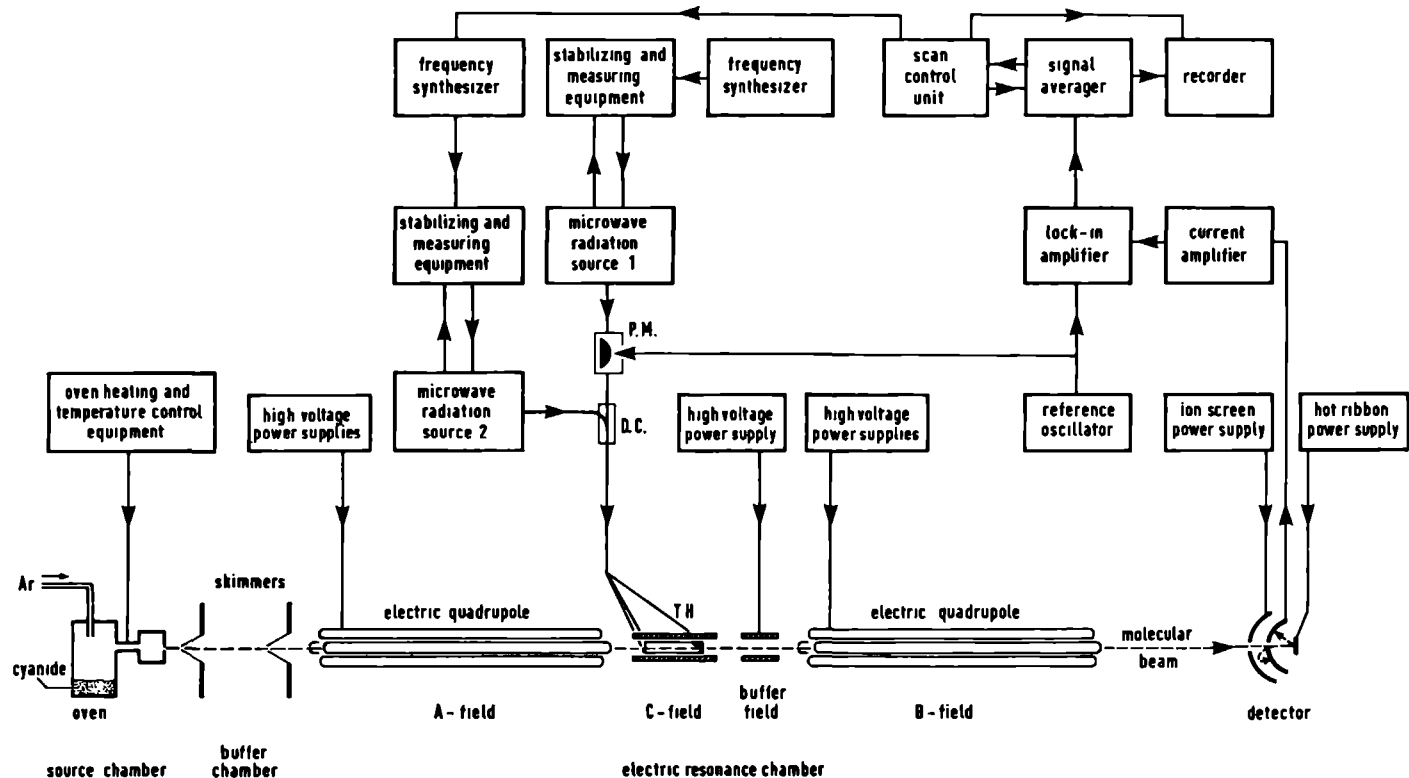 frequency
synthesizer
stabilizing and
measuring
equipment
frequency
synthesizer
scan
control
unit
signal
averager
recorder
stabilizing and
measuring
equipment
microwave
radiation
source 1
lock-in
amplifier
current
amplifier
P.M.
oven heating and
temperature control
equipment
high voltage
power supplies
microwave
radiation
source 2
D.C.
high voltage
power supply
high voltage
power supplies
reference
oscillator
ion screen
power supply
hot ribbon
power supply
Ar
skimmers
electric quadrupole
T H
electric quadrupole
cyanide
molecular
beam
oven
A-field
C-field
buffer
field
B-field
detector
source chamber
buffer
chamber
electric resonance chamber